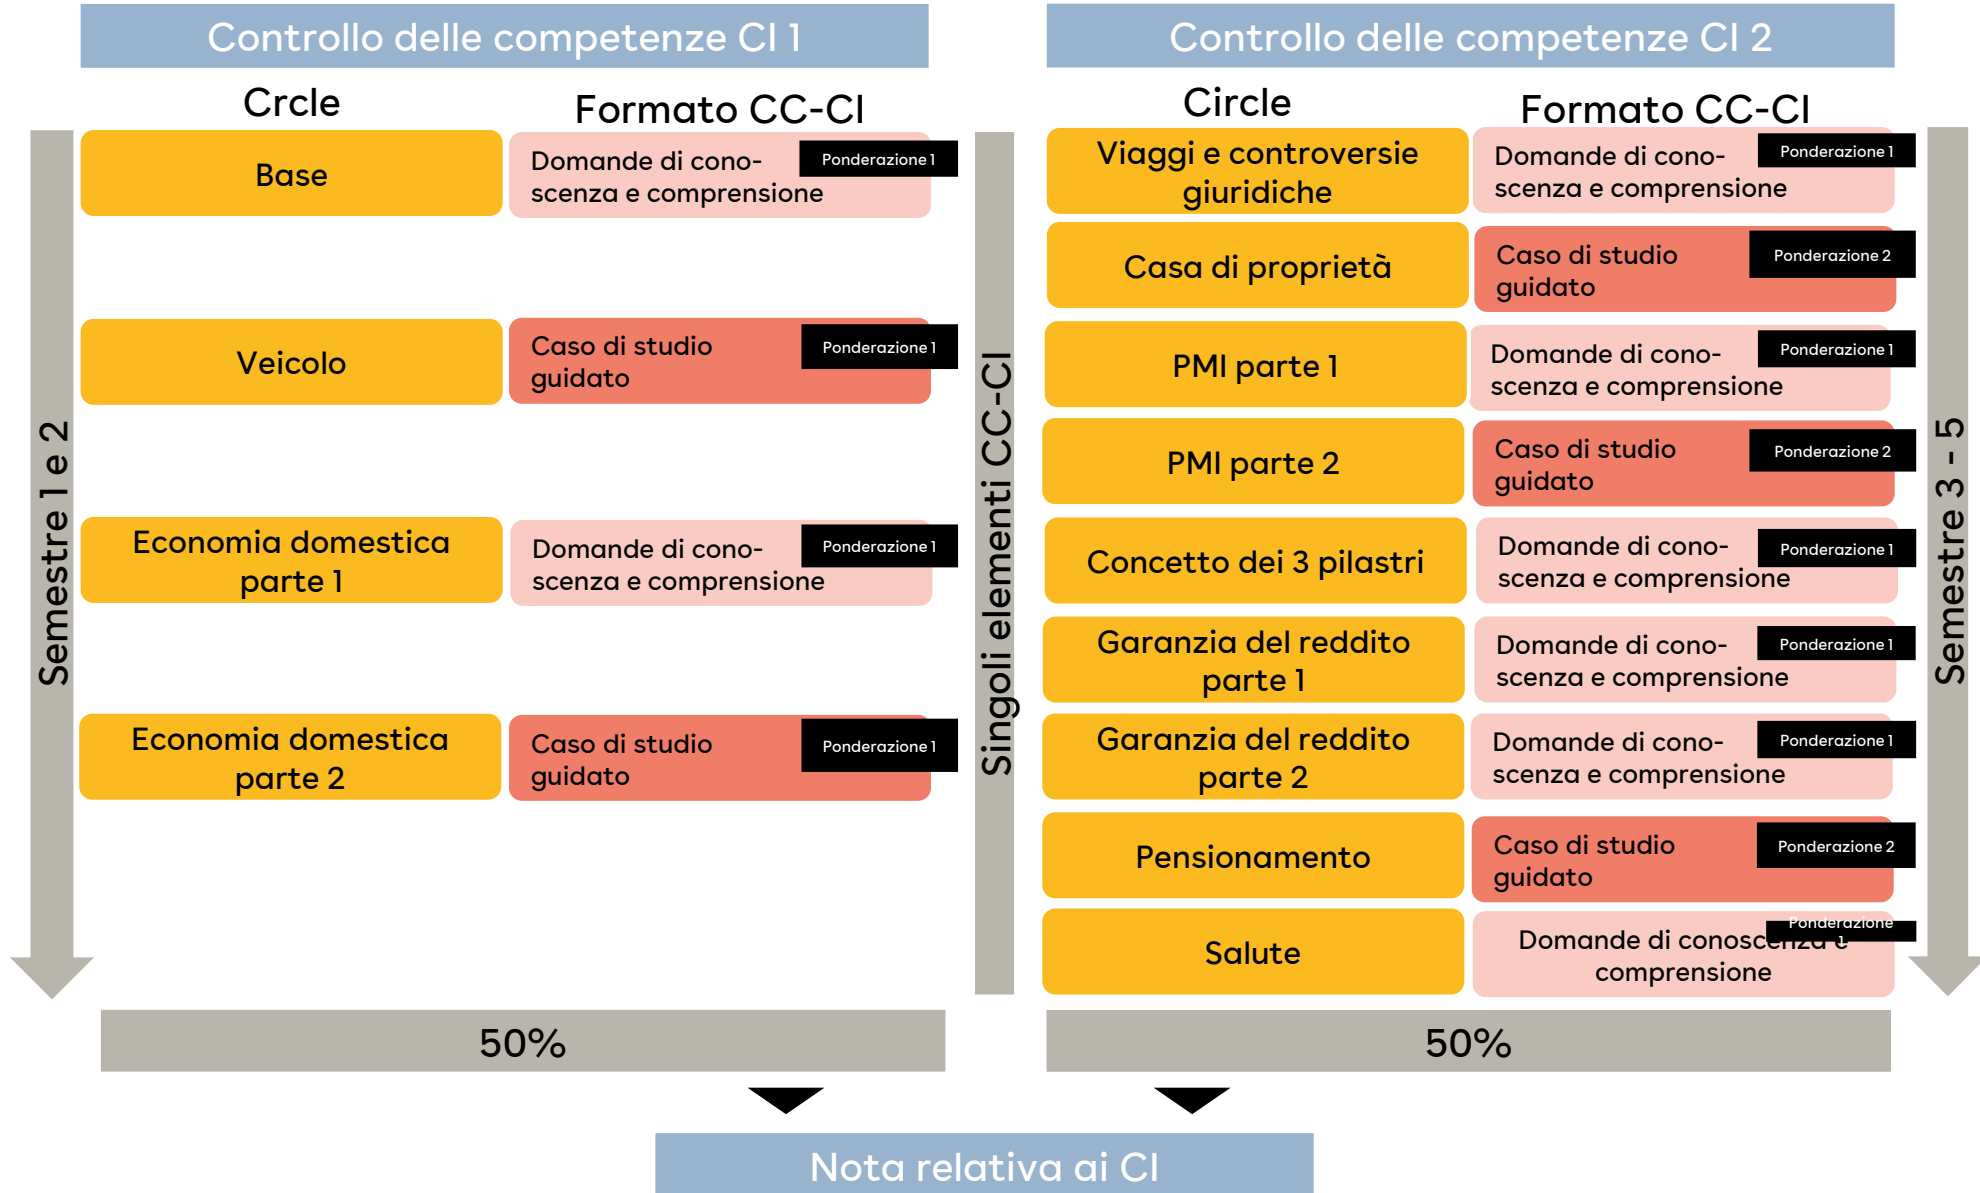 Controllo delle competenze CI 1
Crcle
Formato CC-CI
Semestre 1 e 2
Base
Domande di cono-
scenza e comprensione
Ponderazione 1
Veicolo
Caso di studio
guidato
Ponderazione 1
Economia domestica
parte 1
Domande di cono-
scenza e comprensione
Ponderazione 1
Economia domestica
parte 2
Caso di studio
guidato
Ponderazione 1
50%
Singoli elementi CC-CI
Controllo delle competenze CI 2
Circle
Formato CC-CI
Viaggi e controversie
giuridiche
Domande di cono-
scenza e comprensione
Ponderazione 1
Casa di proprietà
Caso di studio
guidato
Ponderazione 2
PMI parte 1
Domande di cono-
scenza e comprensione
Ponderazione 1
PMI parte 2
Caso di studio
guidato
Ponderazione 2
Concetto dei 3 pilastri
Domande di cono-
scenza e comprensione
Ponderazione 1
Garanzia del reddito
parte 1
Domande di cono-
scenza e comprensione
Ponderazione 1
Garanzia del reddito
parte 2
Domande di cono-
scenza e comprensione
Ponderazione 1
Pensionamento
Caso di studio
guidato
Ponderazione 2
Salute
Domande di conoscenza e
comprensione
Ponderazione
1
Semestre 3 - 5
50%
Nota relativa ai CI